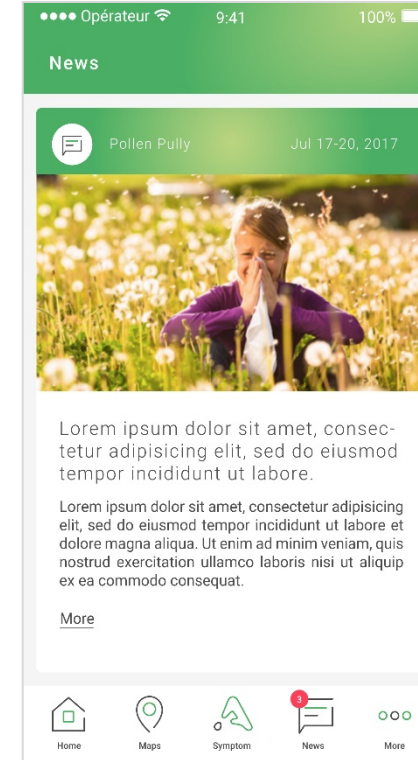 Opérateur 9:41 100%
News
Pollen Pully Jul 17-20, 2017
Lorem ipsum dolor sit amet, consec-
tetur adipisicing elit, sed do eiusmod
tempor incididunt ut labore.
Lorem ipsum dolor sit amet, consectetur adipisicing
elit, sed do eiusmod tempor incididunt ut labore et
dolore magna aliqua. Ut enim ad minim veniam, quis
nostrud exercitation ullamco laboris nisi ut aliquip
ex ea commodo consequat.
More
3
Home Maps Symptom News More